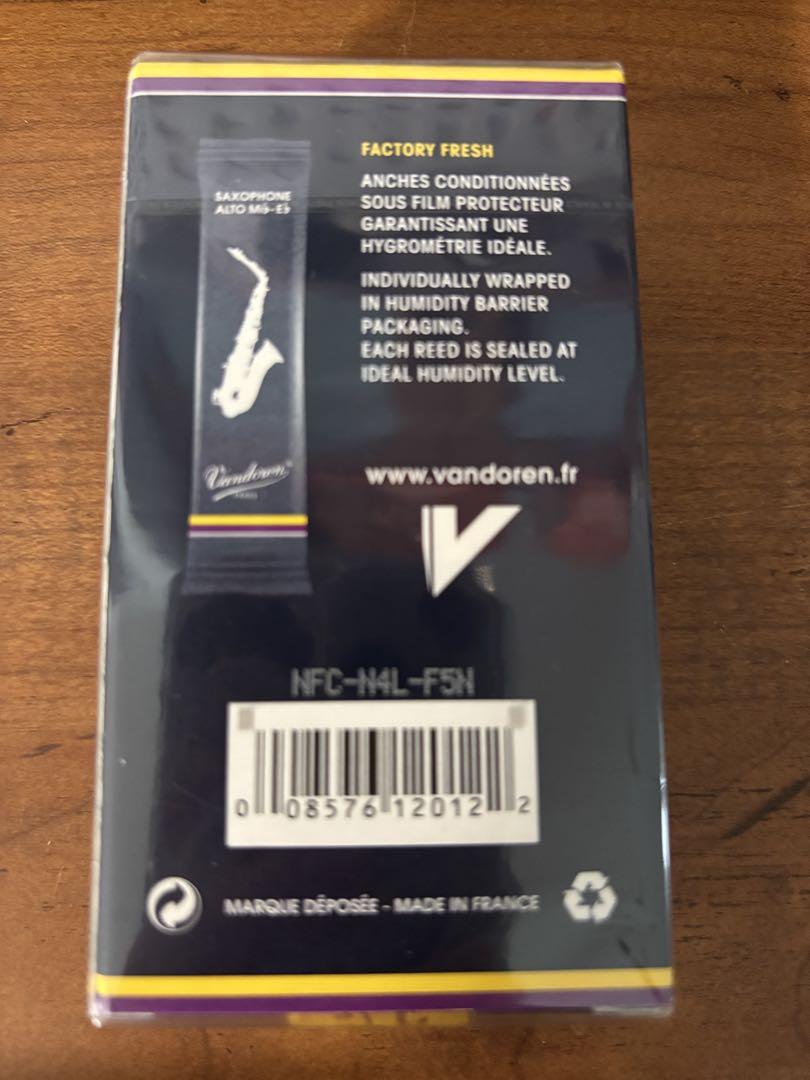 FACTORY FRESH
SAXOPHONE
ALTO Mi♭-E♭
ANCHES CONDITIONNÉES
SOUS FILM PROTECTEUR
GARANTISSANT UNE
HYGROMÉTRIE IDÉALE.
INDIVIDUALLY WRAPPED
IN HUMIDITY BARRIER
PACKAGING.
EACH REED IS SEALED AT
IDEAL HUMIDITY LEVEL.
Vandoren
PARIS
www.vandoren.fr
V
NFC-N4L-F5N
0 08576 12012 2
MARQUE DÉPOSÉE - MADE IN FRANCE